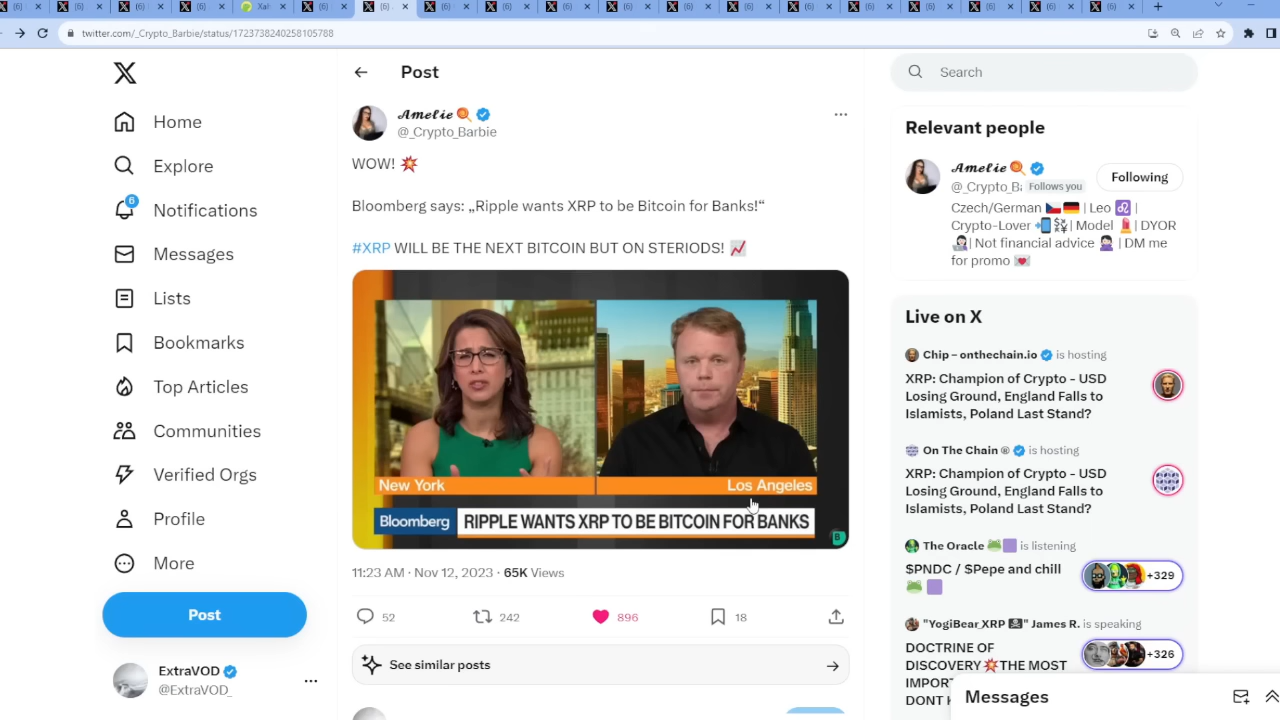 (6)
Xal
(6)
twitter.com/_Crypto_Barbie/status/1723738240258105788
Home
Explore
6
Notifications
Messages
Lists
Bookmarks
Top Articles
Communities
Verified Orgs
Profile
More
Post
ExtraVOD
@ExtraVOD_
Post
𝓐𝓶𝓮𝓵𝓲𝓮
@_Crypto_Barbie
WOW! 💥
Bloomberg says: „Ripple wants XRP to be Bitcoin for Banks!“
#XRP WILL BE THE NEXT BITCOIN BUT ON STERIODS! 📈
New York
Los Angeles
Bloomberg
RIPPLE WANTS XRP TO BE BITCOIN FOR BANKS
11:23 AM · Nov 12, 2023 · 65K Views
52
242
896
18
See similar posts
Search
Relevant people
𝓐𝓶𝓮𝓵𝓲𝓮
Following
@_Crypto_Ba Follows you
Czech/German 🇨🇿🇩🇪 | Leo ♌ |
Crypto-Lover | Model | DYOR
| Not financial advice | DM me
for promo 💌
Live on X
Chip – onthechain.io is hosting
XRP: Champion of Crypto - USD
Losing Ground, England Falls to
Islamists, Poland Last Stand?
On The Chain ® is hosting
XRP: Champion of Crypto - USD
Losing Ground, England Falls to
Islamists, Poland Last Stand?
The Oracle 🐸🟪 is listening
$PNDC / $Pepe and chill
🐸🟪
+329
"YogiBear_XRP" James R. is speaking
DOCTRINE OF
DISCOVERY💥THE MOST
+326
IMPOR
DONT
Messages